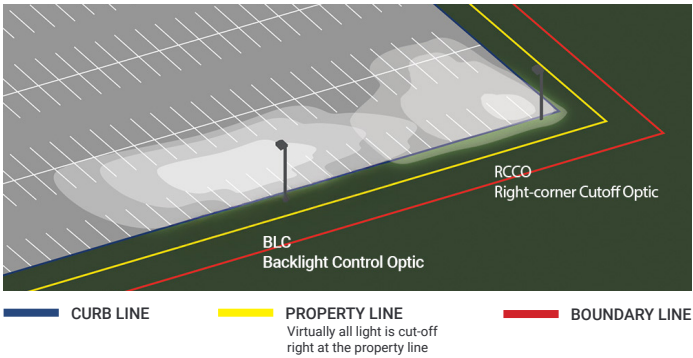 RCCO
Right-corner Cutoff Optic
BLC
Backlight Control Optic
CURB LINE
PROPERTY LINE
Virtually all light is cut-off
right at the property line
BOUNDARY LINE